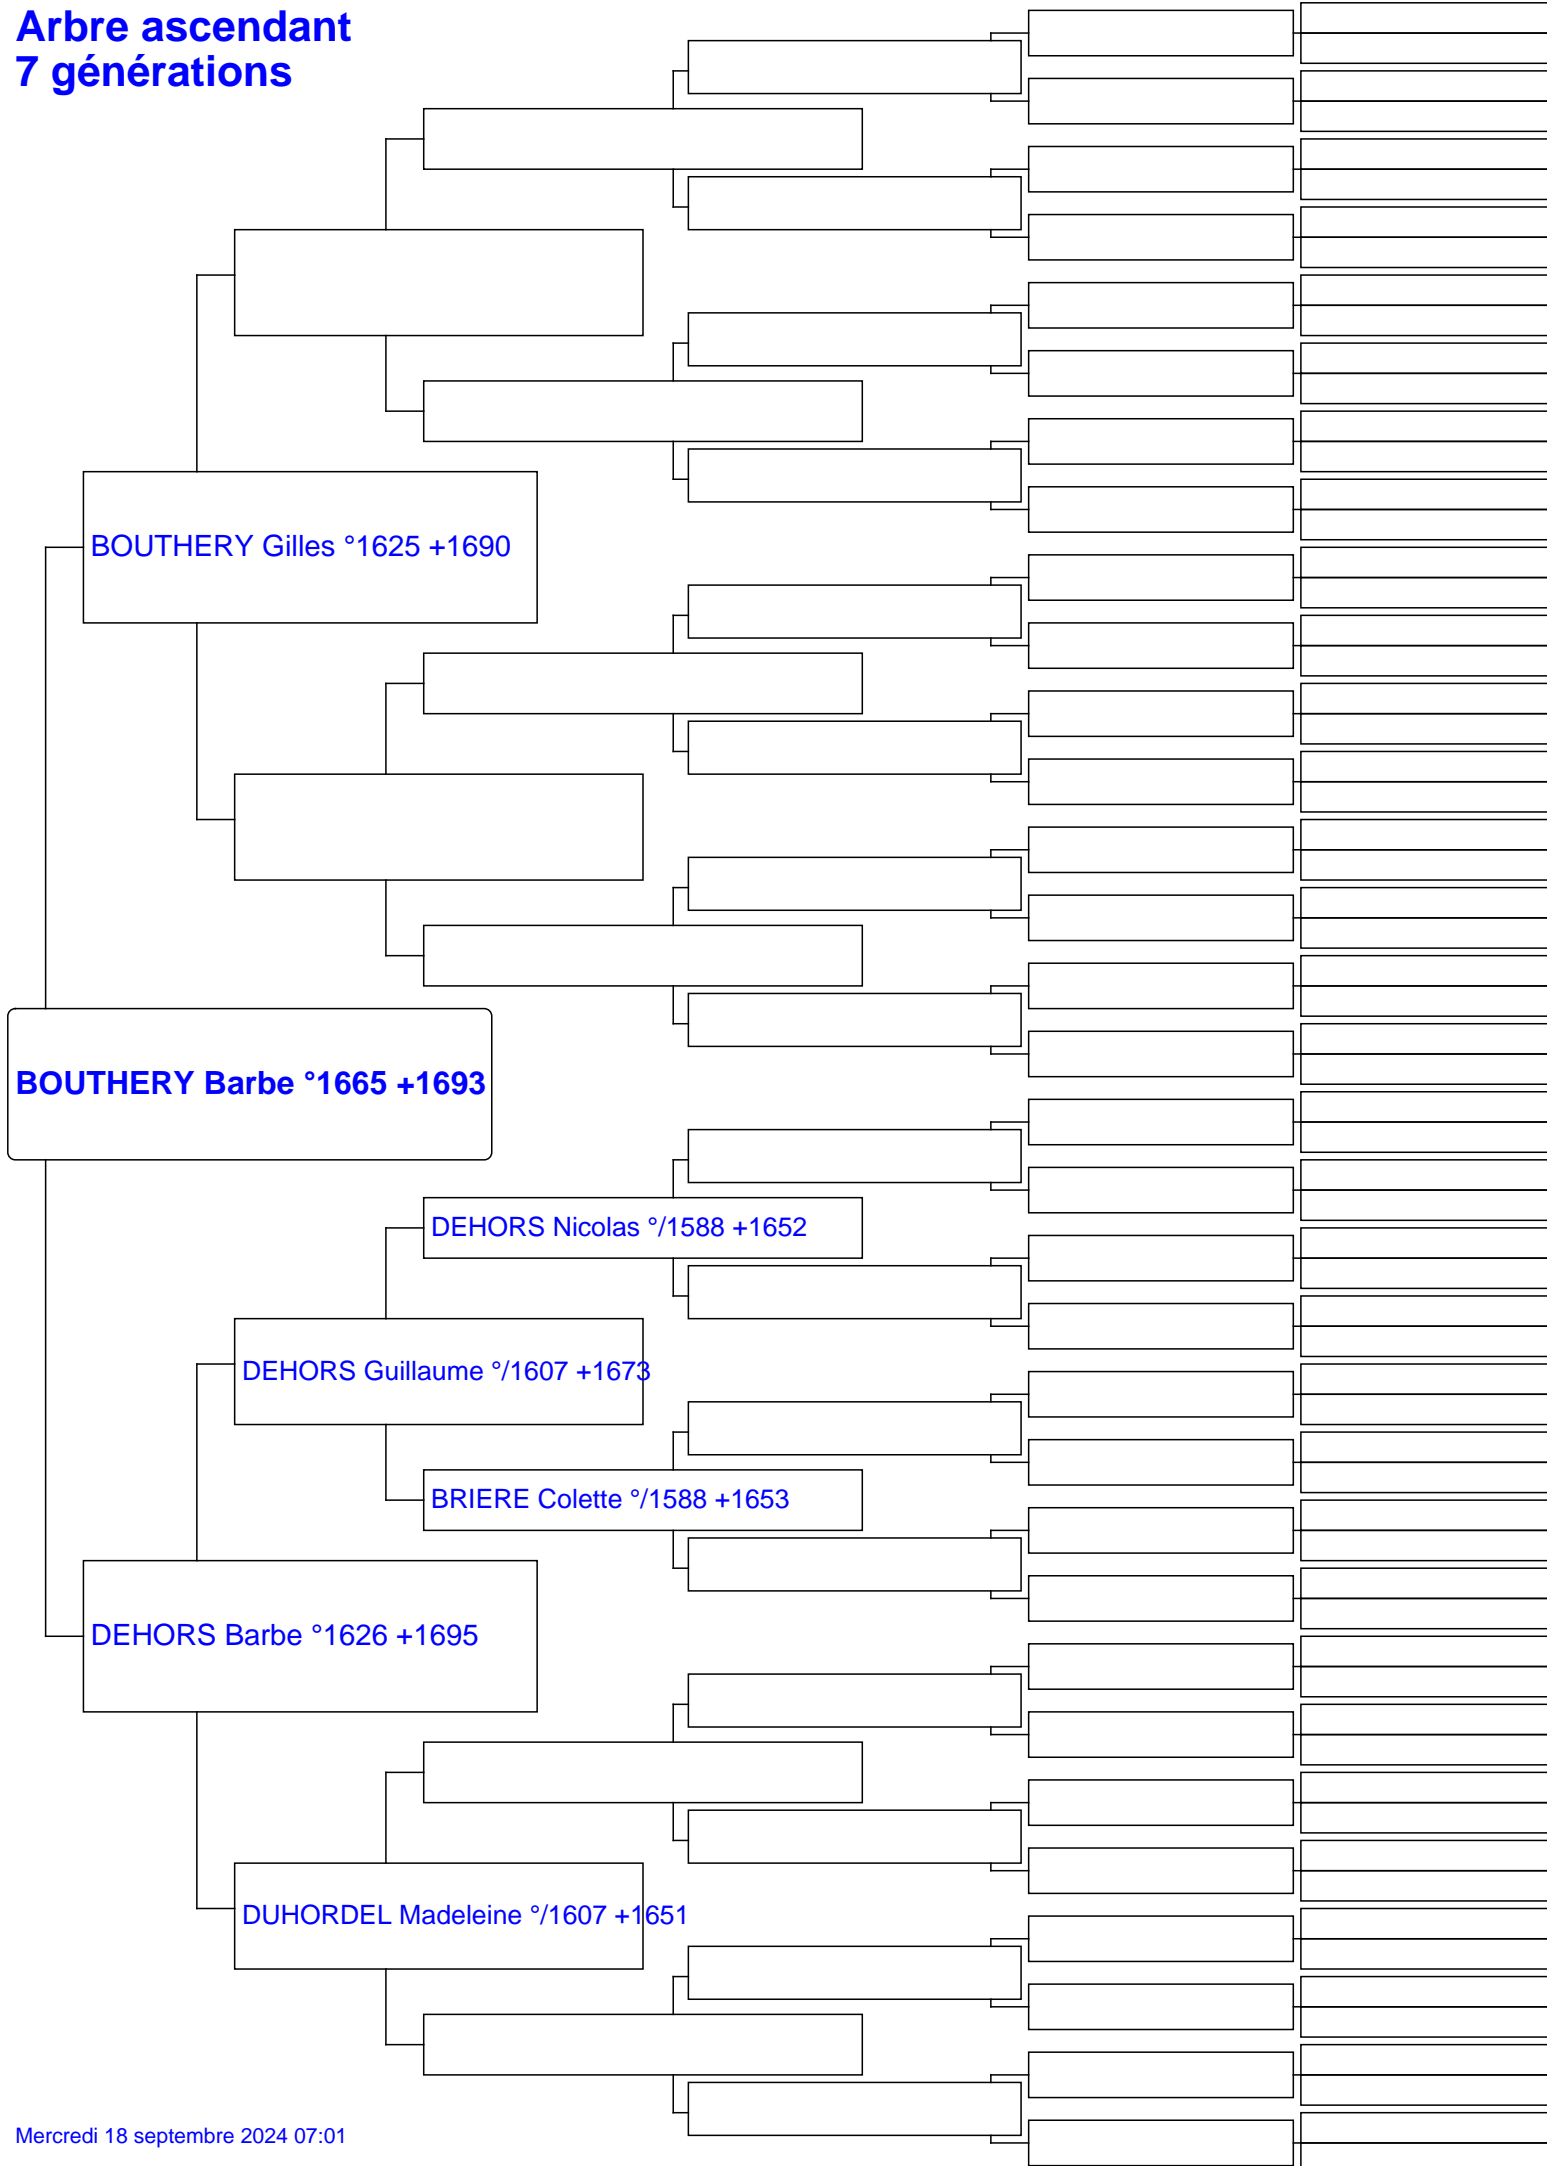 Arbre ascendant
7 générations
BOUTHERY Gilles °1625 +1690
BOUTHERY Barbe °1665 +1693
DEHORS Nicolas °/1588 +1652
DEHORS Guillaume °/1607 +1673
BRIERE Colette °/1588 +1653
DEHORS Barbe °1626 +1695
DUHORDEL Madeleine °/1607 +1651
Mercredi 18 septembre 2024 07:01